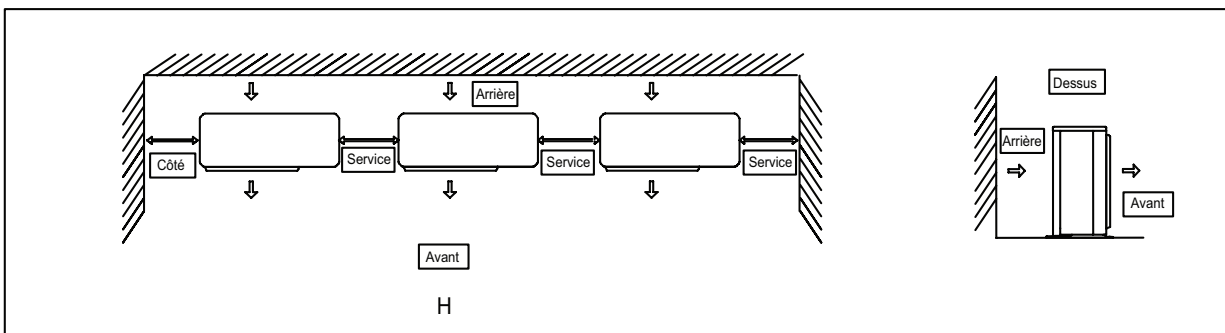 Arrière
Côté
Service
Service
Service
Avant
H
Dessus
Arrière
Avant